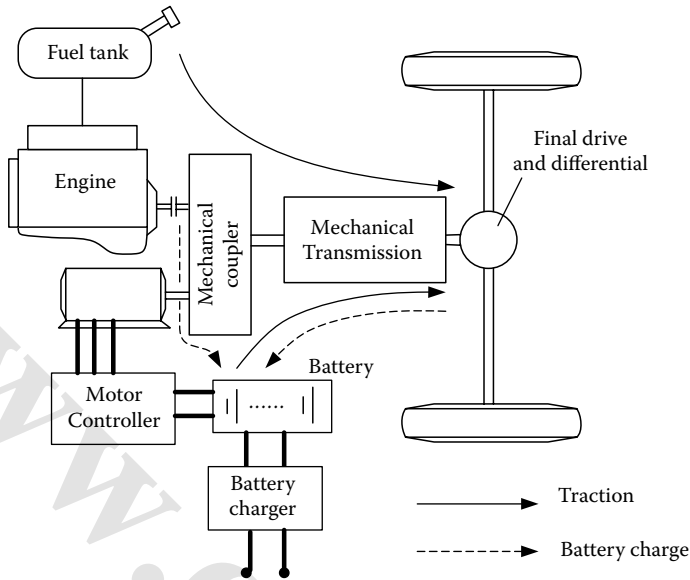 Fuel tank
Engine
Mechanical
coupler
Mechanical
Transmission
Final drive
and differential
Motor
Controller
Battery
Battery
charger
Traction
Battery charge